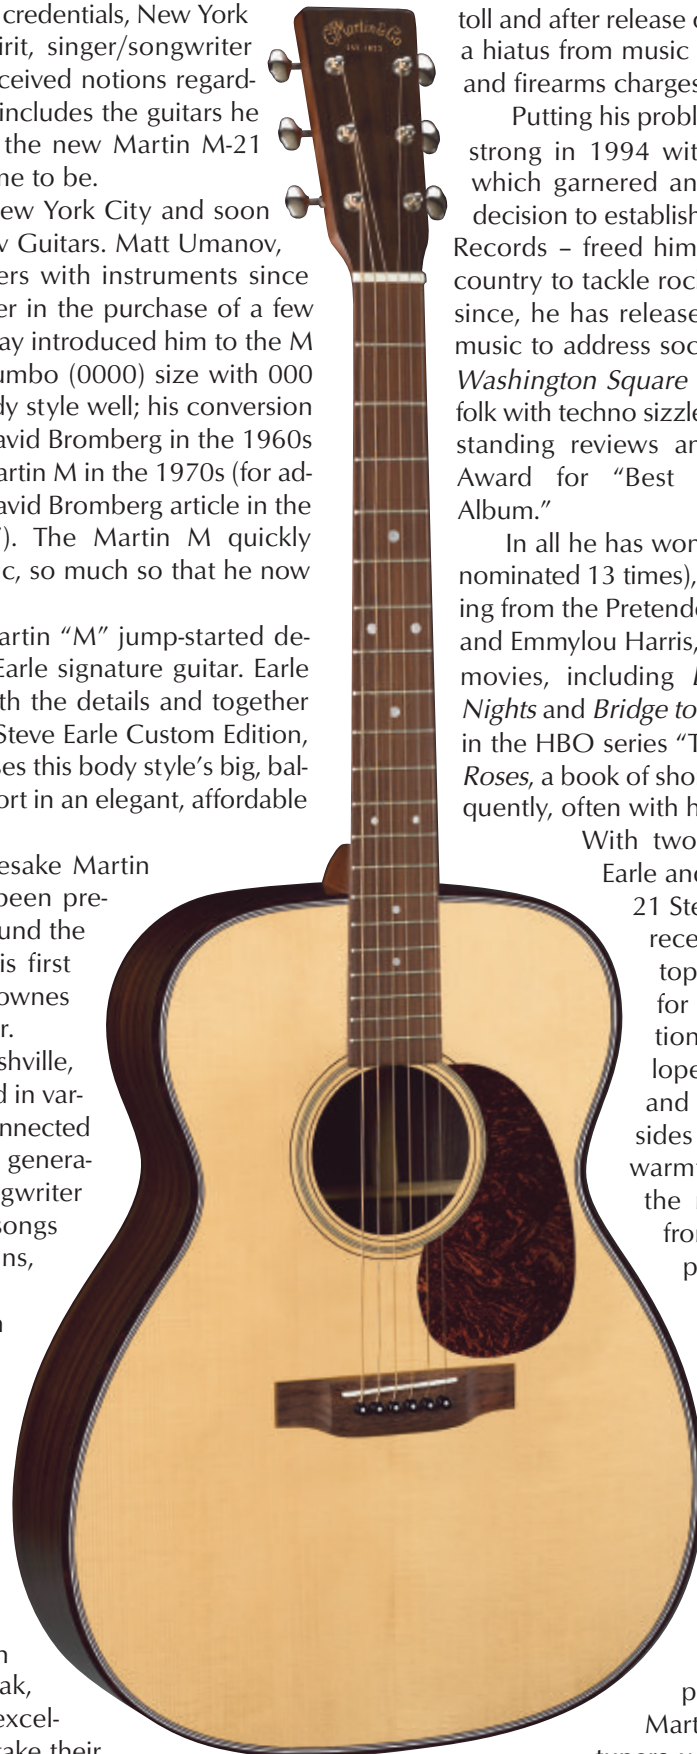 C.F. Martin & Co
EST. 1833
credentials, New York
irit, singer/songwriter
ceived notions regard-
includes the guitars he
the new Martin M-21
me to be.
ew York City and soon
v Guitars. Matt Umanov,
ers with instruments since
er in the purchase of a few
ay introduced him to the M
umbo (0000) size with 000
dy style well; his conversion
avid Bromberg in the 1960s
artin M in the 1970s (for ad-
avid Bromberg article in the
”). The Martin M quickly
c, so much so that he now
artin “M” jump-started de-
Earle signature guitar. Earle
th the details and together
Steve Earle Custom Edition,
ses this body style’s big, bal-
ort in an elegant, affordable
esake Martin
been pre-
und the
is first
ownes
r.
shville,
d in var-
nnected
genera-
gwriter
songs
ns,
n
ak,
excel-
take their
toll and after release
a hiatus from music
and firearms charges
Putting his probl
strong in 1994 wit
which garnered an
decision to establish
Records – freed him
country to tackle roc
since, he has release
music to address soc
Washington Square
folk with techno sizzle
standing reviews an
Award for “Best
Album.”
In all he has won
nominated 13 times),
ing from the Pretende
and Emmylou Harris,
movies, including
Nights and Bridge to
in the HBO series “T
Roses, a book of sho
quently, often with h
With two
Earle and
21 Ste
rece
top
for
tion
lope
and
sides
warm
the
fro
p
p
Mart
tuners